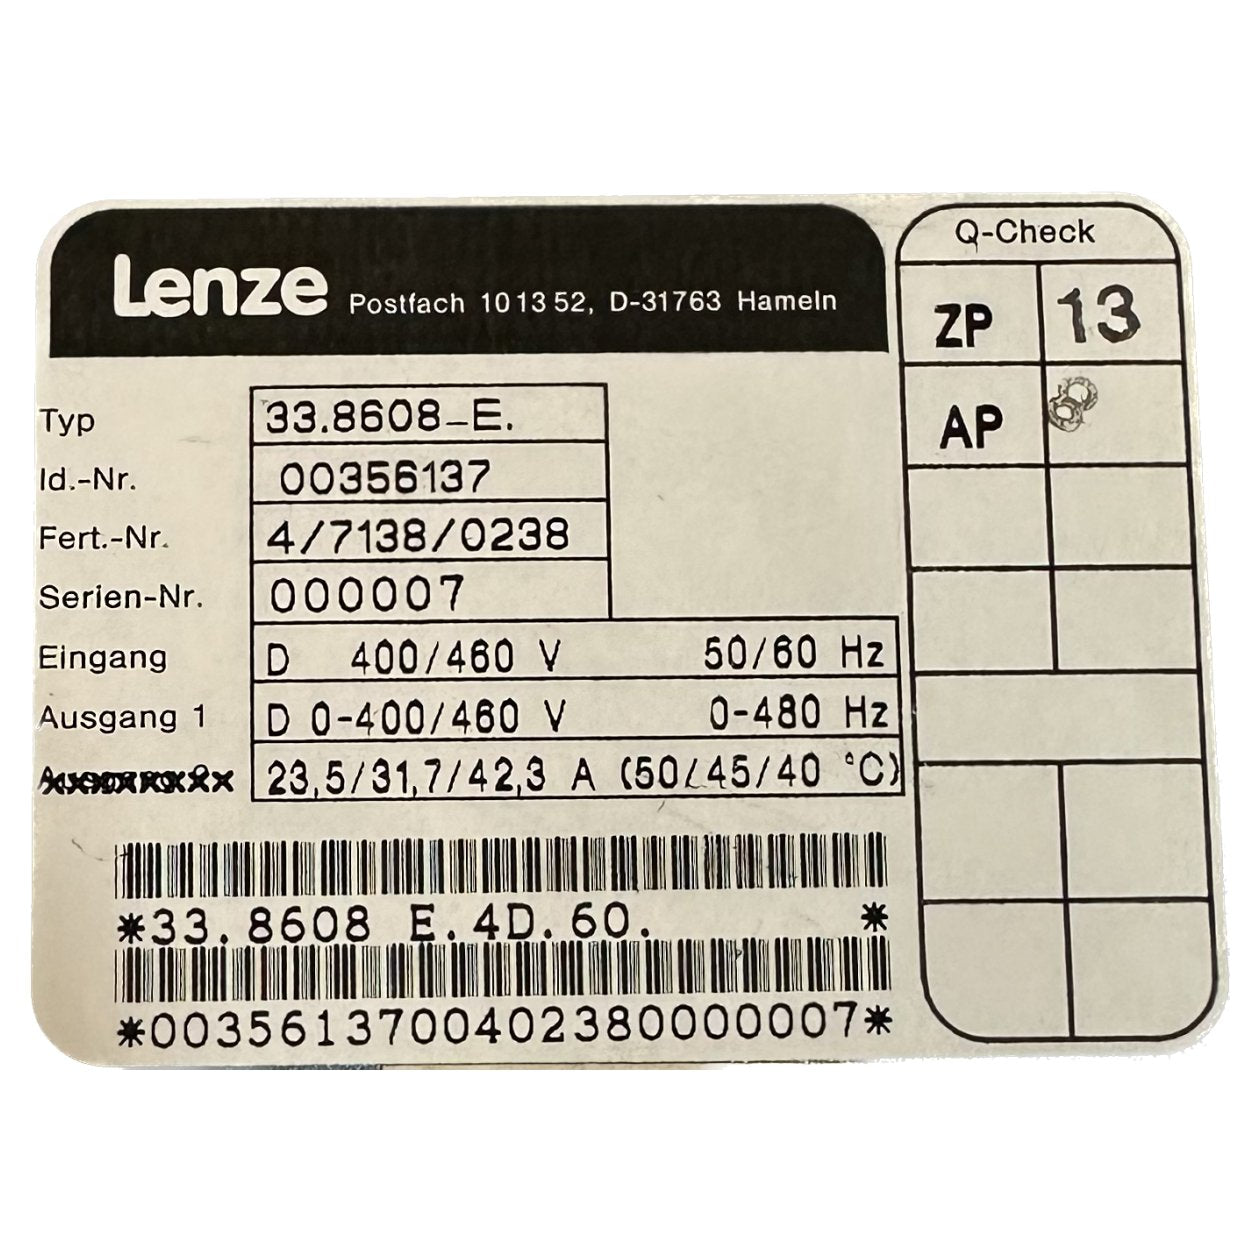 Lenze Postfach 10 13 52, D-31763 Hameln
Q-Check
ZP 13
AP
Typ 33.8608-E.
Id.-Nr. 00356137
Fert.-Nr. 4/7138/0238
Serien-Nr. 000007
Eingang D 400/460 V 50/60 Hz
Ausgang 1 D 0-400/460 V 0-480 Hz
23,5/31,7/42,3 A (50/45/40 °C)
*33.8608 E.4D.60. *
*00356137004023800000007*